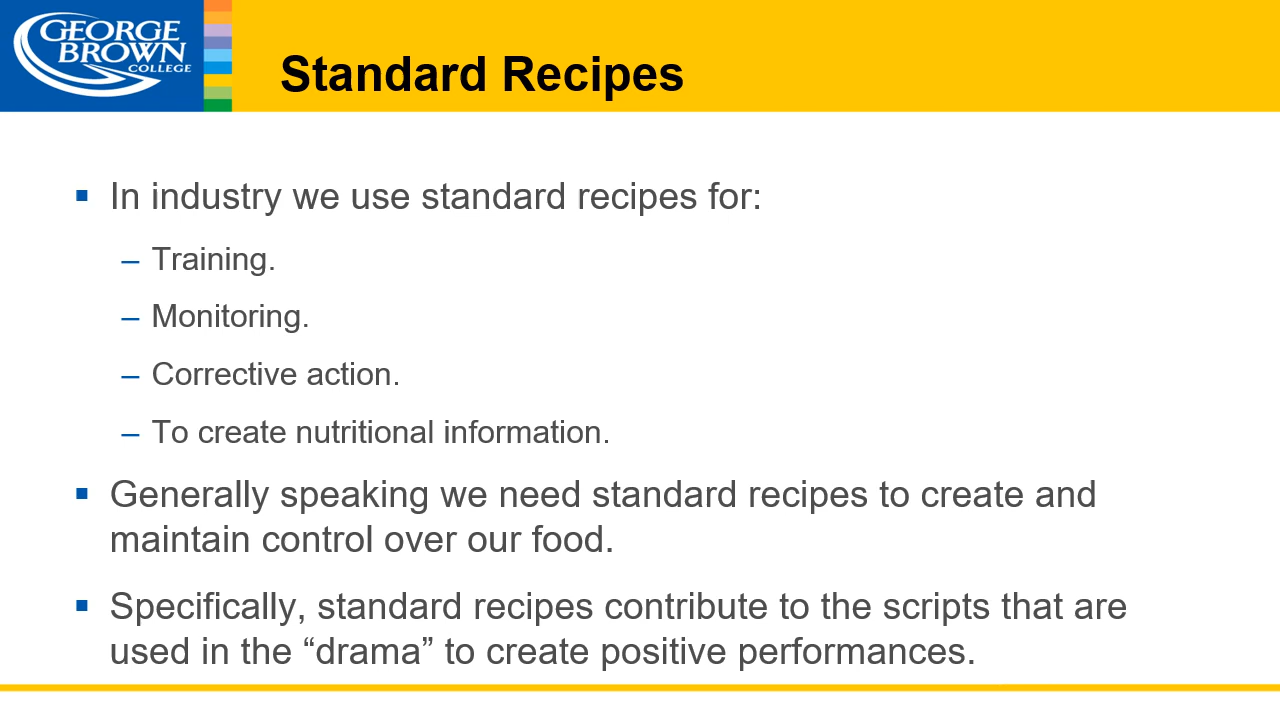 GEORGE
BROWN
COLLEGE
Standard Recipes
▪ In industry we use standard recipes for:
– Training.
– Monitoring.
– Corrective action.
– To create nutritional information.
▪ Generally speaking we need standard recipes to create and
maintain control over our food.
▪ Specifically, standard recipes contribute to the scripts that are
used in the “drama” to create positive performances.